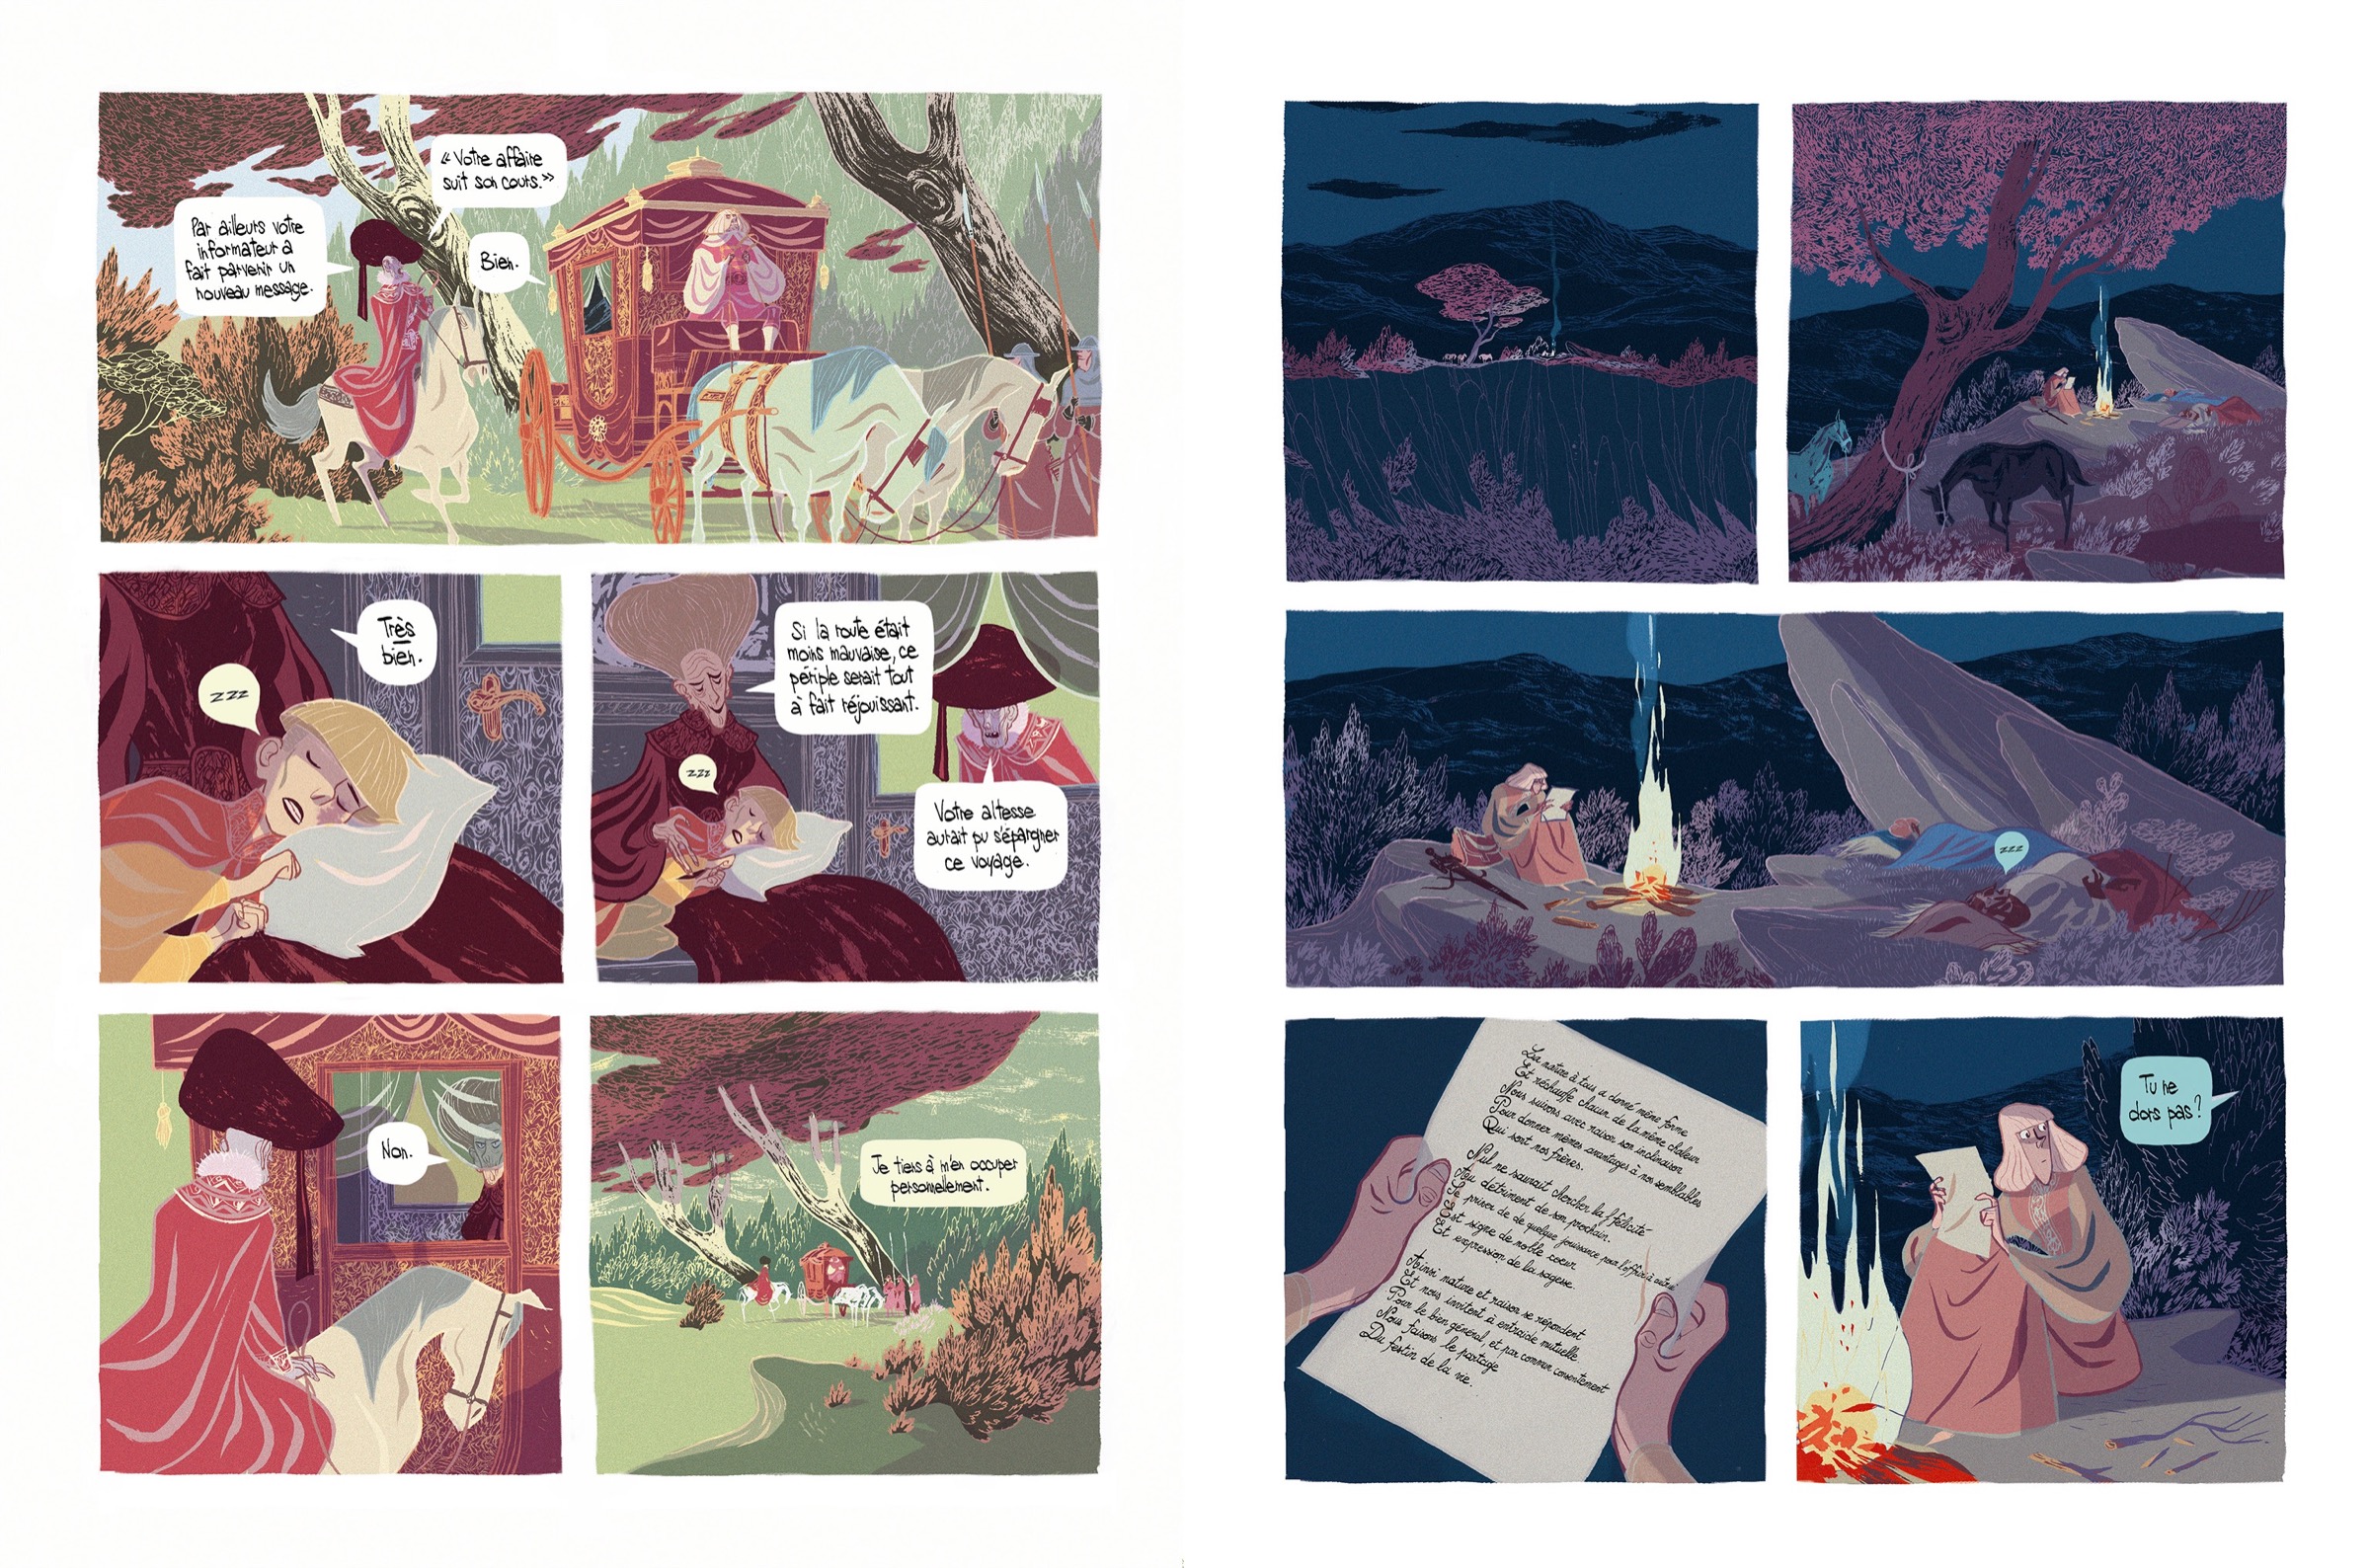 Par ailleurs votre
informateur a
fait parvenir un
nouveau message.
« Votre affaire
suit son cours. »
Bien.
Très
bien.
ZZZ
Si la route était
moins mauvaise, ce
périple serait tout
à fait réjouissant.
ZZZ
Votre altesse
aurait pu s'épargner
ce voyage.
Non.
Je tiens à m'en occuper
personnellement.
ZZZ
La nature à tous a donné même forme
Et réchauffe chacun de la même chaleur
Nous suivons avec raison son inclinaison
Pour donner mêmes avantages à nos semblables
Qui sont nos frères.
Nul ne saurait chercher la félicité
Au détriment de son prochain.
Se priser de de quelque jouissance pour l'offrir à autrui
Est signe de noble coeur
Et expression de la sagesse.
Ainsi nature et raison se répondent
Et nous invitent à entraide mutuelle
Pour le bien général, et par commun consentement
Nous faisons le partage
Du festin de la vie.
Tu ne
dors pas ?